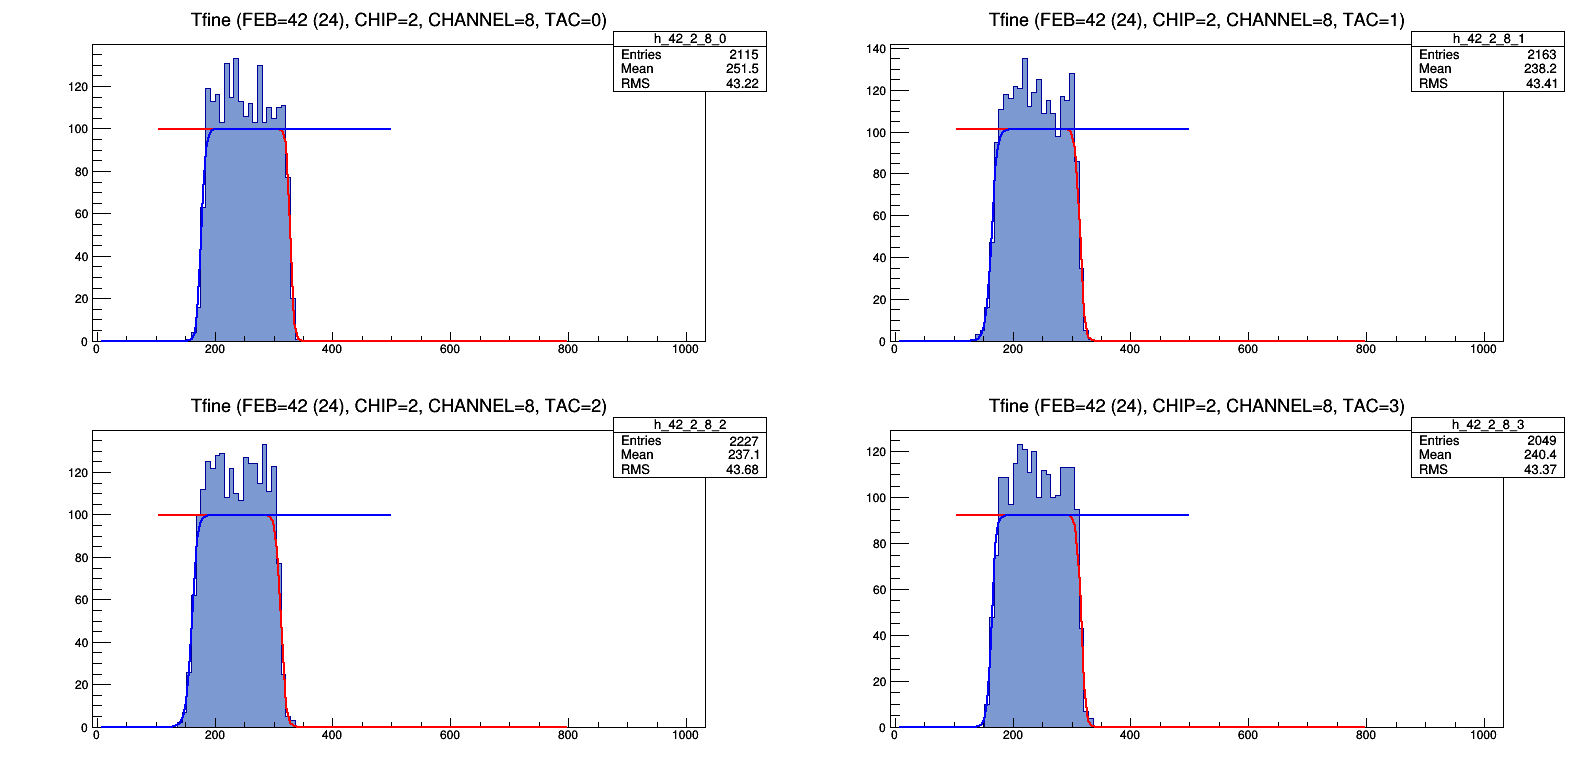 Tfine (FEB=42 (24), CHIP=2, CHANNEL=8, TAC=0)
h_42_2_8_0
Entries 2115
Mean 251.5
RMS 43.22
120
100
80
60
40
20
0
0 200 400 600 800 1000
Tfine (FEB=42 (24), CHIP=2, CHANNEL=8, TAC=1)
h_42_2_8_1
Entries 2163
Mean 238.2
RMS 43.41
140
120
100
80
60
40
20
0
0 200 400 600 800 1000
Tfine (FEB=42 (24), CHIP=2, CHANNEL=8, TAC=2)
h_42_2_8_2
Entries 2227
Mean 237.1
RMS 43.68
120
100
80
60
40
20
0
0 200 400 600 800 1000
Tfine (FEB=42 (24), CHIP=2, CHANNEL=8, TAC=3)
h_42_2_8_3
Entries 2049
Mean 240.4
RMS 43.37
120
100
80
60
40
20
0
0 200 400 600 800 1000